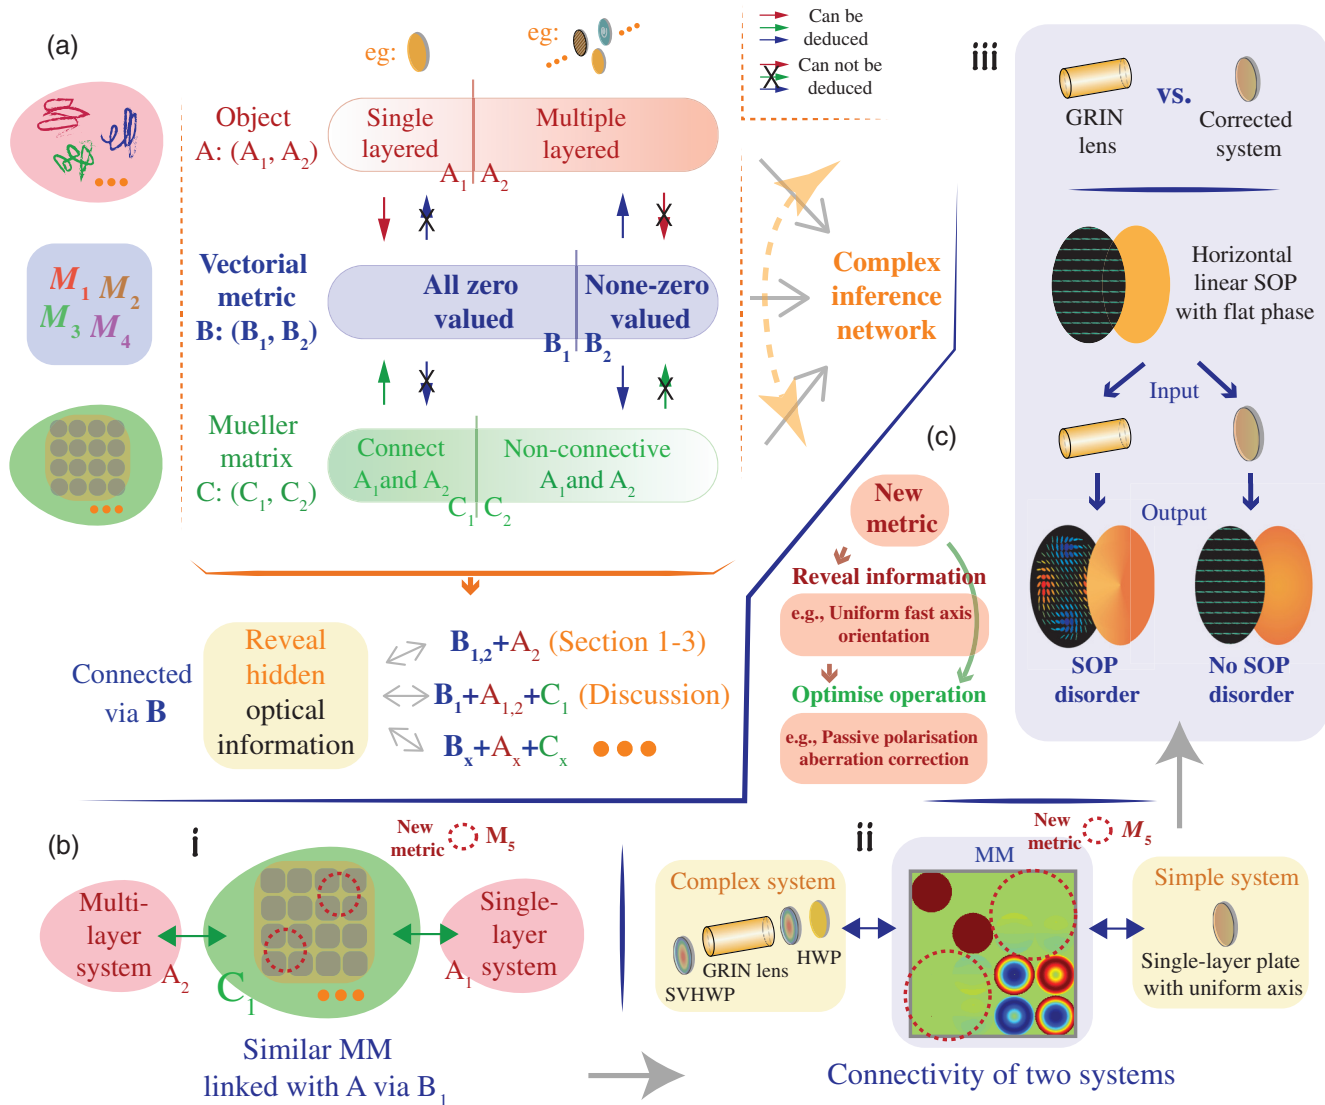 (a)
eg:
eg:
Can be
deduced
Can not be
deduced
X
Object
A: (A₁, A₂)
Single
layered
Multiple
layered
A₁ A₂
X
X
M₁ M₂
M₃ M₄
Vectorial
metric
B: (B₁, B₂)
All zero
valued
None-zero
valued
B₁ B₂
X
X
Mueller
matrix
C: (C₁, C₂)
Connect
A₁and A₂
Non-connective
A₁and A₂
C₁ C₂
Complex
inference
network
Connected
via B
Reveal
hidden
optical
information
B₁,₂+A₂ (Section 1-3)
B₁+A₁,₂+C₁ (Discussion)
Bₓ+Aₓ+Cₓ
(c)
New
metric
Reveal information
e.g., Uniform fast axis
orientation
Optimise operation
e.g., Passive polarisation
aberration correction
iii
GRIN
lens
vs.
Corrected
system
Horizontal
linear SOP
with flat phase
Input
Output
SOP
disorder
No SOP
disorder
(b)
i
New
metric
M₅
Multi-
layer
system
A₂
C₁
Single-
layer
system
A₁
Similar MM
linked with A via B₁
ii
New
metric
M₅
MM
Complex system
SVHWP
GRIN lens
HWP
Simple system
Single-layer plate
with uniform axis
Connectivity of two systems